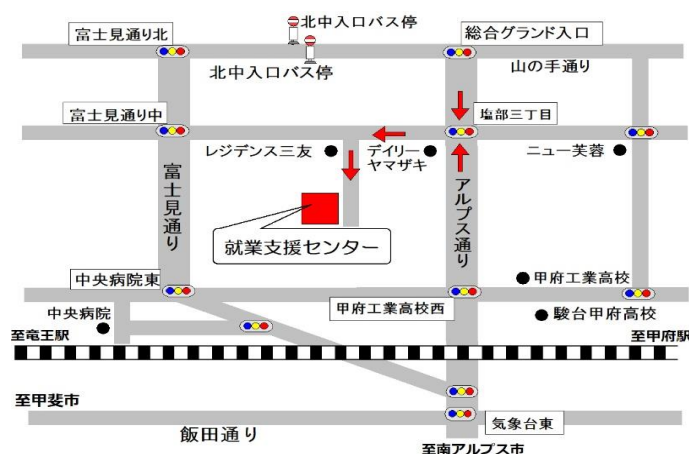 北中入口バス停
富士見通り北
総合グランド入口
北中入口バス停
山の手通り
富士見通り中
塩部三丁目
レジデンス三友
デイリー
ヤマザキ
ニュー芙蓉
富士見通り
アルプス通り
就業支援センター
中央病院東
甲府工業高校
甲府工業高校西
駿台甲府高校
中央病院
至竜王駅
至甲府駅
至甲斐市
飯田通り
気象台東
至南アルプス市